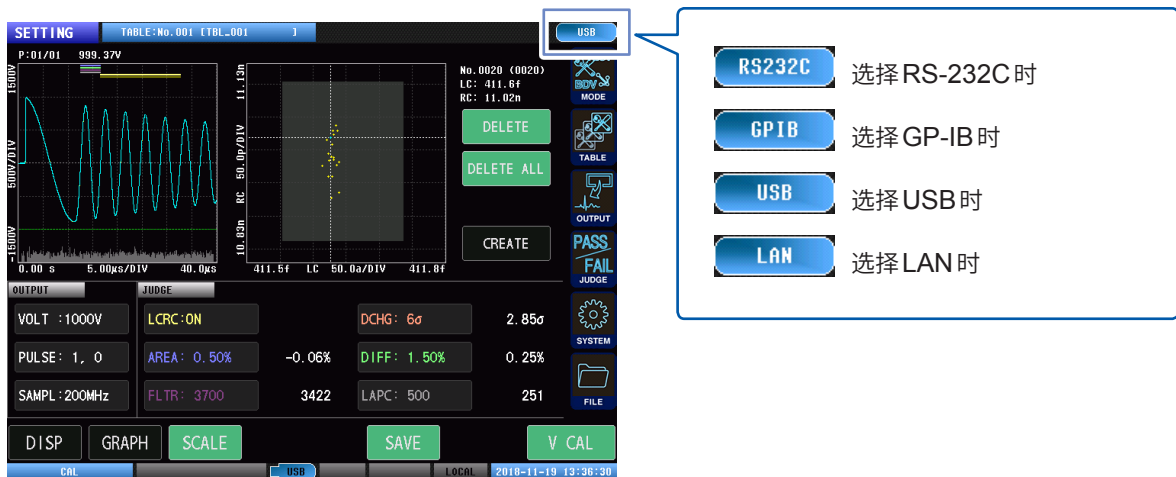 SETTING TABLE:No.001 [TBL_001 ] USB
P:01/01 999.37V
1500V
500V/DIV
-1500V
0.00 s 5.00μs/DIV 40.0μs
11.13n
RC 50.0p/DIV
10.83n
411.5f LC 50.0a/DIV 411.8f
No.0020 (0020)
LC: 411.6f
RC: 11.02n
DELETE
DELETE ALL
CREATE
BDV
MODE
TABLE
OUTPUT
PASS
FAIL
JUDGE
SYSTEM
FILE
OUTPUT JUDGE
VOLT :1000V LCRC:ON DCHG: 6σ 2.85σ
PULSE: 1, 0 AREA: 0.50% -0.06% DIFF: 1.50% 0.25%
SAMPL:200MHz FLTR: 3700 3422 LAPC: 500 251
DISP GRAPH SCALE SAVE V CAL
CAL USB LOCAL 2018-11-19 13:36:30
RS232C 选择RS-232C时
GPIB 选择GP-IB时
USB 选择USB时
LAN 选择LAN时